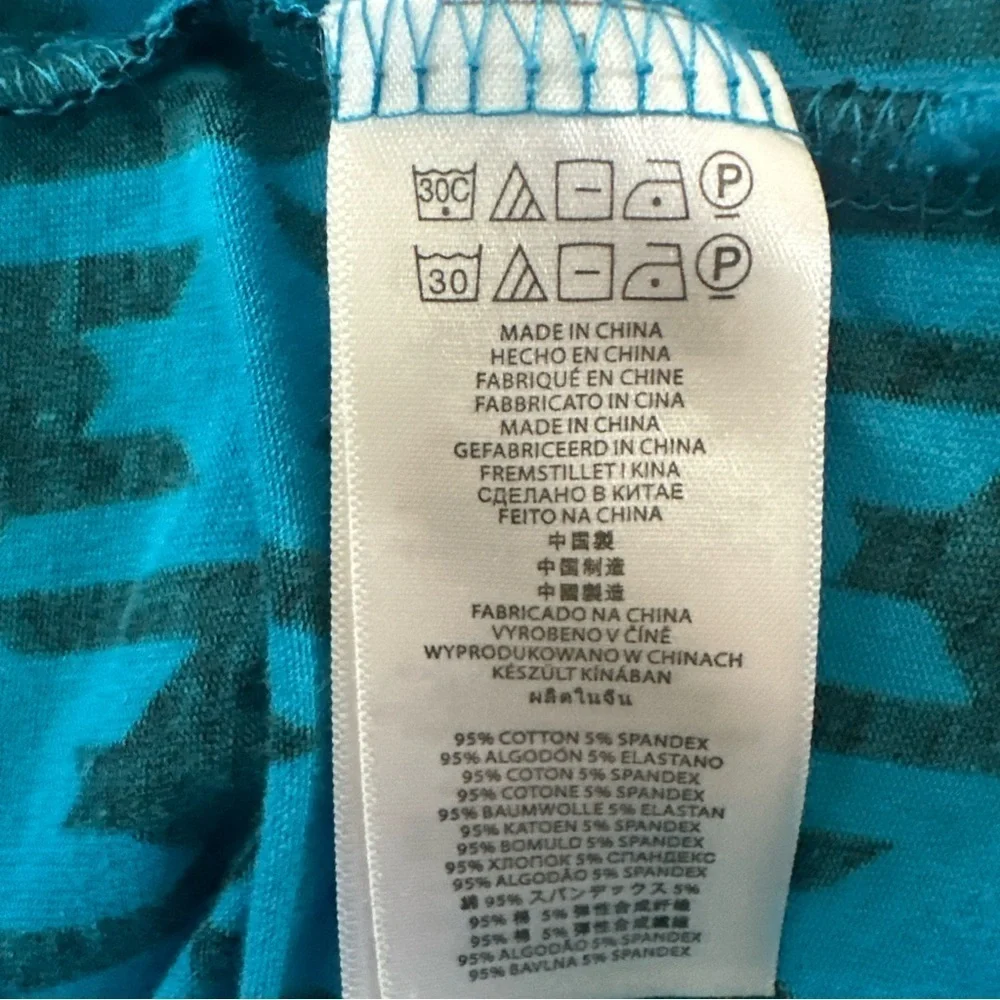 30C P
30 P
MADE IN CHINA
HECHO EN CHINA
FABRIQUÉ EN CHINE
FABBRICATO IN CINA
MADE IN CHINA
GEFABRICEERD IN CHINA
FREMSTILLET I KINA
СДЕЛАНО В КИТАЕ
FEITO NA CHINA
中国製
中国制造
中國製造
FABRICADO NA CHINA
VYROBENO V ČÍNĚ
WYPRODUKOWANO W CHINACH
KÉSZÜLT KÍNÁBAN
ผลิตในจีน
95% COTTON 5% SPANDEX
95% ALGODÓN 5% ELASTANO
95% COTON 5% SPANDEX
95% COTONE 5% SPANDEX
95% BAUMWOLLE 5% ELASTAN
95% KATOEN 5% SPANDEX
95% BOMULD 5% SPANDEX
95% ХЛОПОК 5% СПАНДЕКС
95% ALGODÃO 5% SPANDEX
綿 95% スパンデックス 5%
95% 棉 5% 弹性合成纤维
95% 棉 5% 彈性合成纖維
95% ALGODÃO 5% SPANDEX
95% BAVLNA 5% SPANDEX